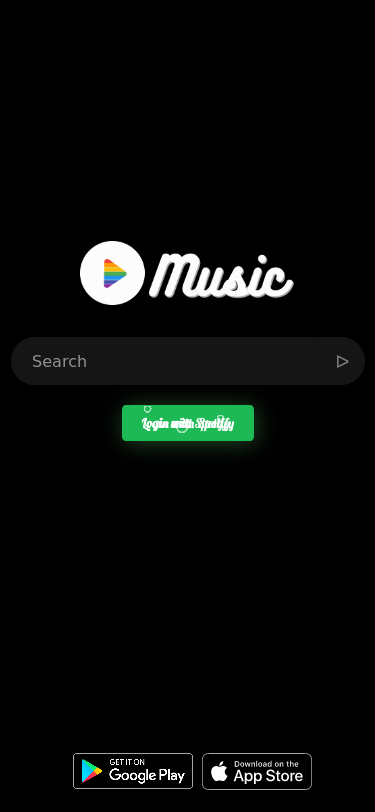 Music
Search
Login with Spotify
GET IT ON
Google Play
Download on the
App Store